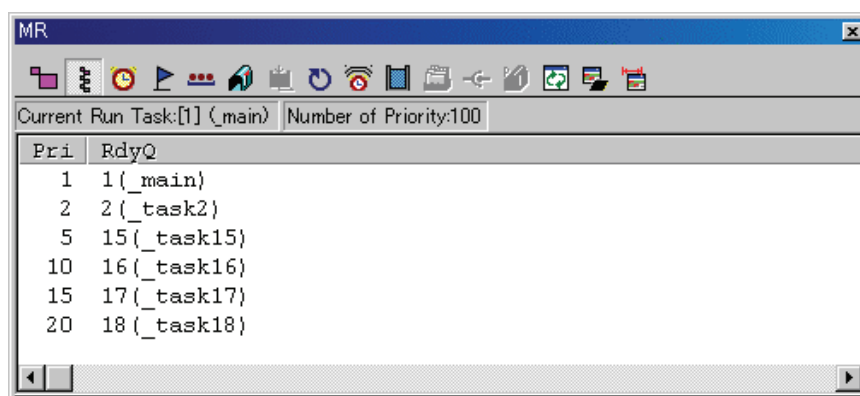 MR
Current Run Task:[1] (_main) Number of Priority:100
Pri RdyQ
1 1(_main)
2 2(_task2)
5 15(_task15)
10 16(_task16)
15 17(_task17)
20 18(_task18)